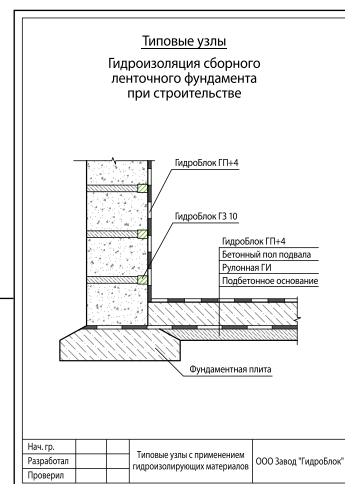 Типовые узлы
Гидроизоляция сборного
ленточного фундамента
при строительстве
ГидроБлок ГП+4
ГидроБлок ГЗ 10
ГидроБлок ГП+4
Бетонный пол подвала
Рулонная ГИ
Подбетонное основание
Фундаментная плита
Нач. гр.
Разработал
Проверил
Типовые узлы с применением
гидроизолирующих материалов
ООО Завод "ГидроБлок"